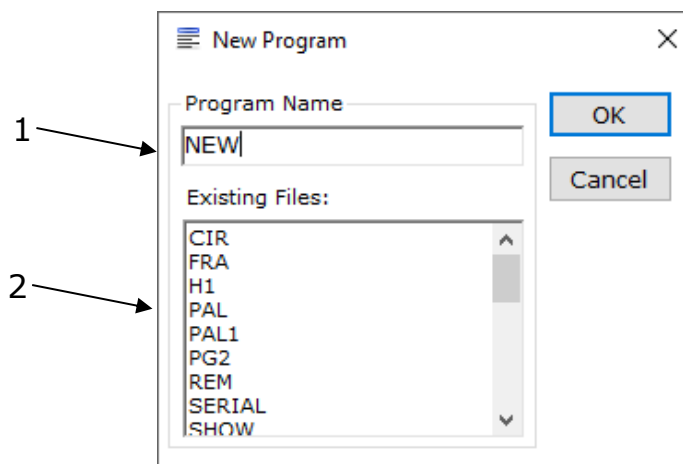 New Program
Program Name
OK
1
NEW
Cancel
Existing Files:
CIR
FRA
H1
2
PAL
PAL1
PG2
REM
SERIAL
SHOW